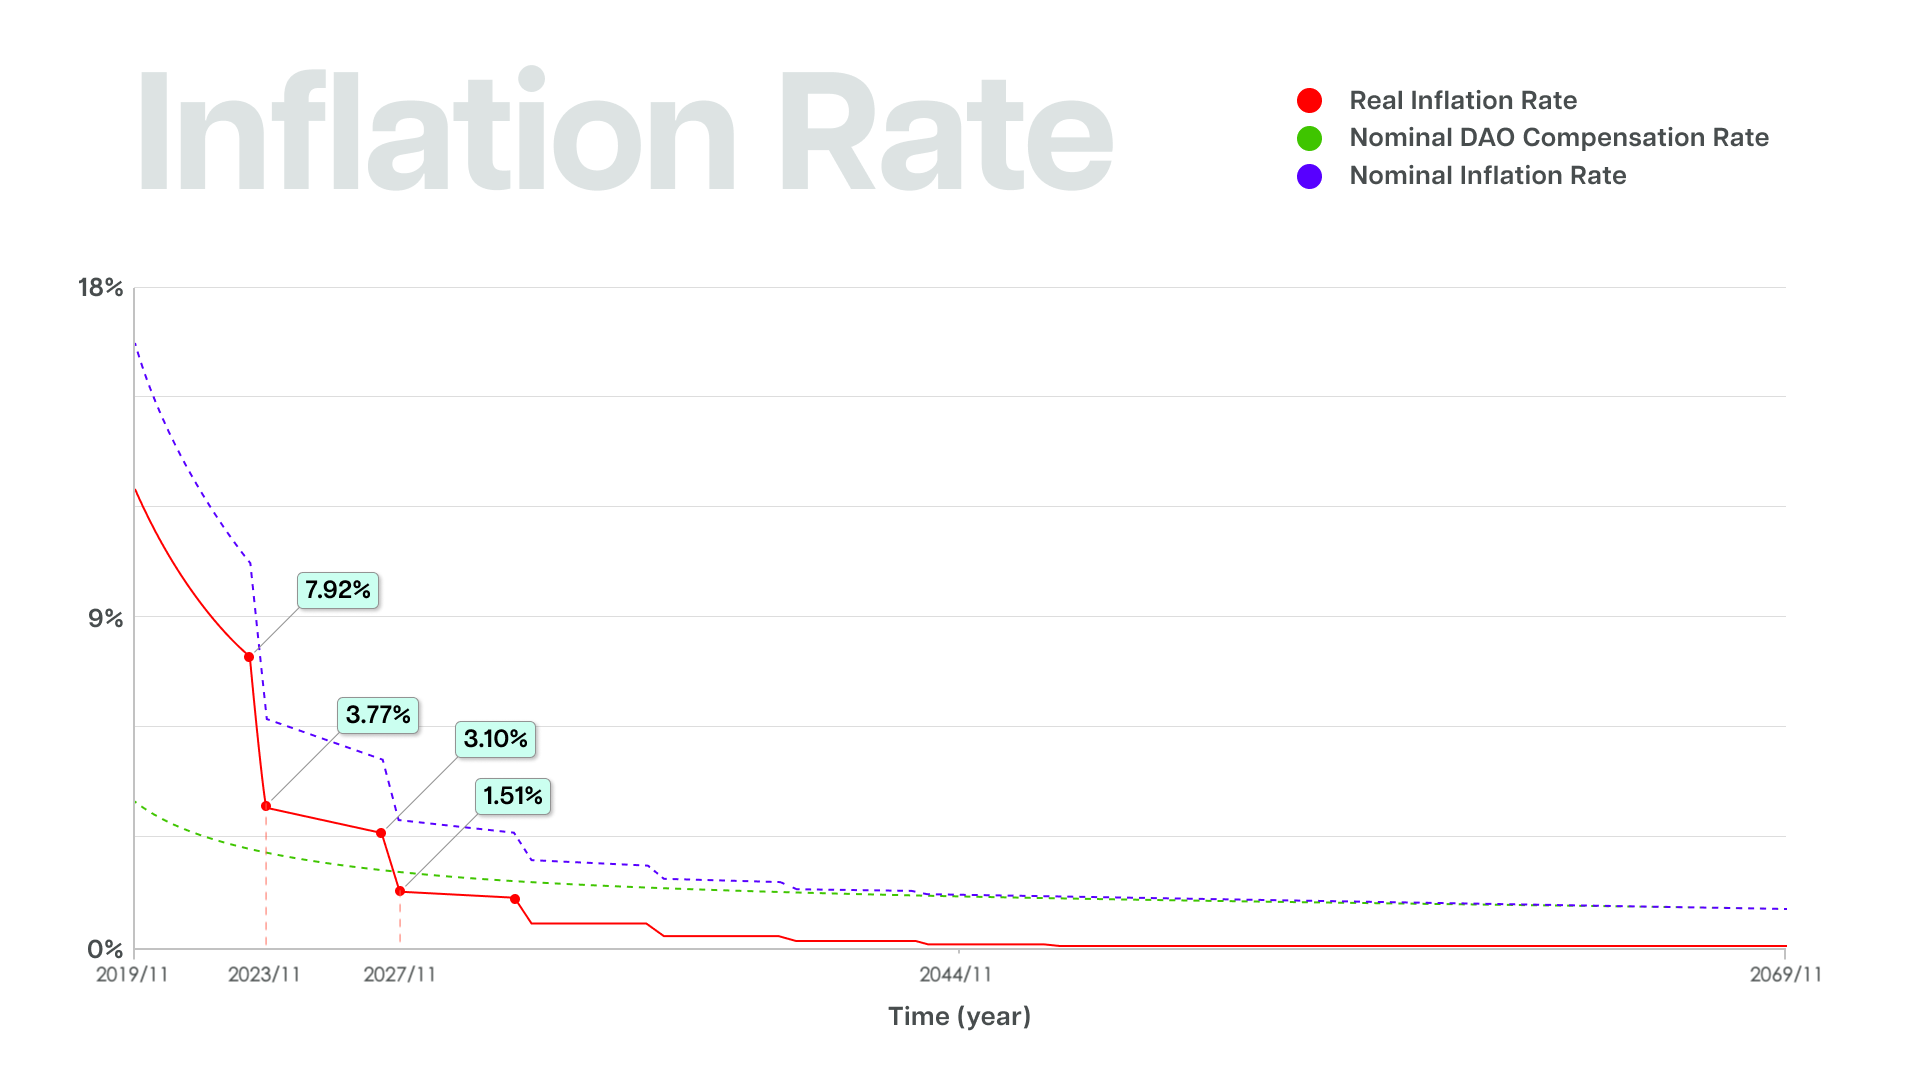 Inflation Rate
Real Inflation Rate
Nominal DAO Compensation Rate
Nominal Inflation Rate
18%
9%
0%
7.92%
3.77%
3.10%
1.51%
2019/11
2023/11
2027/11
2044/11
2069/11
Time (year)